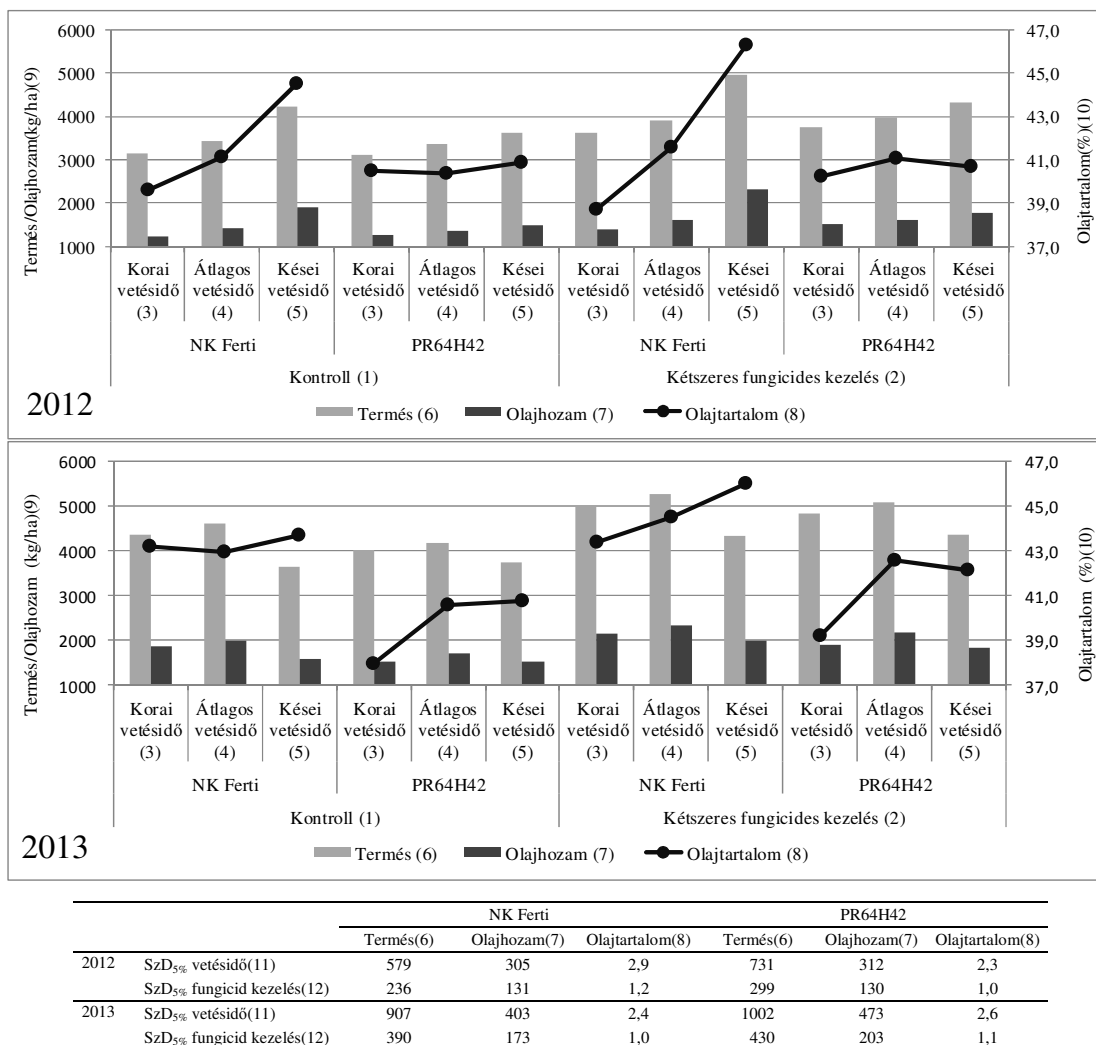 6000 47,0
5000 45,0
4000 43,0
3000 41,0
2000 39,0
1000 37,0
Termés/Olajhozam(kg/ha)(9)
Olajtartalom(%)(10)
Korai vetésidő (3) Átlagos vetésidő (4) Kései vetésidő (5) Korai vetésidő (3) Átlagos vetésidő (4) Kései vetésidő (5) Korai vetésidő (3) Átlagos vetésidő (4) Kései vetésidő (5) Korai vetésidő (3) Átlagos vetésidő (4) Kései vetésidő (5)
NK Ferti PR64H42 NK Ferti PR64H42
Kontroll (1) Kétszeres fungicides kezelés (2)
2012
Termés (6) Olajhozam (7) Olajtartalom (8)
6000 47,0
5000 45,0
4000 43,0
3000 41,0
2000 39,0
1000 37,0
Termés/Olajhozam (kg/ha)(9)
Olajtartalom (%)(10)
Korai vetésidő (3) Átlagos vetésidő (4) Kései vetésidő (5) Korai vetésidő (3) Átlagos vetésidő (4) Kései vetésidő (5) Korai vetésidő (3) Átlagos vetésidő (4) Kései vetésidő (5) Korai vetésidő (3) Átlagos vetésidő (4) Kései vetésidő (5)
NK Ferti PR64H42 NK Ferti PR64H42
Kontroll (1) Kétszeres fungicides kezelés (2)
2013
Termés (6) Olajhozam (7) Olajtartalom (8)
NK Ferti PR64H42
Termés(6) Olajhozam(7) Olajtartalom(8) Termés(6) Olajhozam(7) Olajtartalom(8)
2012 SzD5% vetésidő(11) 579 305 2,9 731 312 2,3
SzD5% fungicid kezelés(12) 236 131 1,2 299 130 1,0
2013 SzD5% vetésidő(11) 907 403 2,4 1002 473 2,6
SzD5% fungicid kezelés(12) 390 173 1,0 430 203 1,1